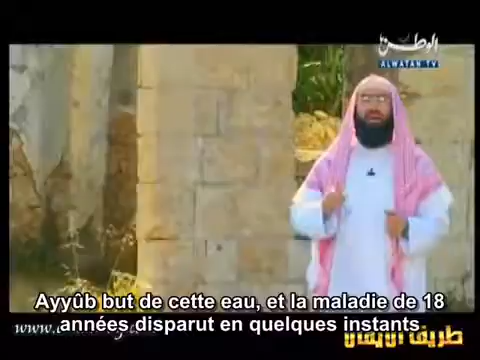 الوطن
ALWATAN TV
Ayyûb but de cette eau, et la maladie de 18
années disparut en quelques instants
www.
طريق الإيمان